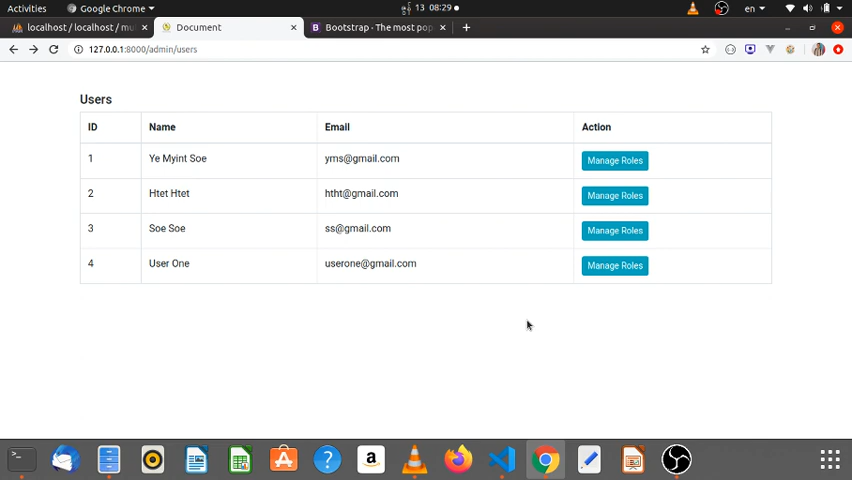 Activities Google Chrome 13 08:29 en
localhost / localhost / mu Document Bootstrap · The most pop
127.0.0.1:8000/admin/users
Users
ID Name Email Action
1 Ye Myint Soe yms@gmail.com Manage Roles
2 Htet Htet htht@gmail.com Manage Roles
3 Soe Soe ss@gmail.com Manage Roles
4 User One userone@gmail.com Manage Roles